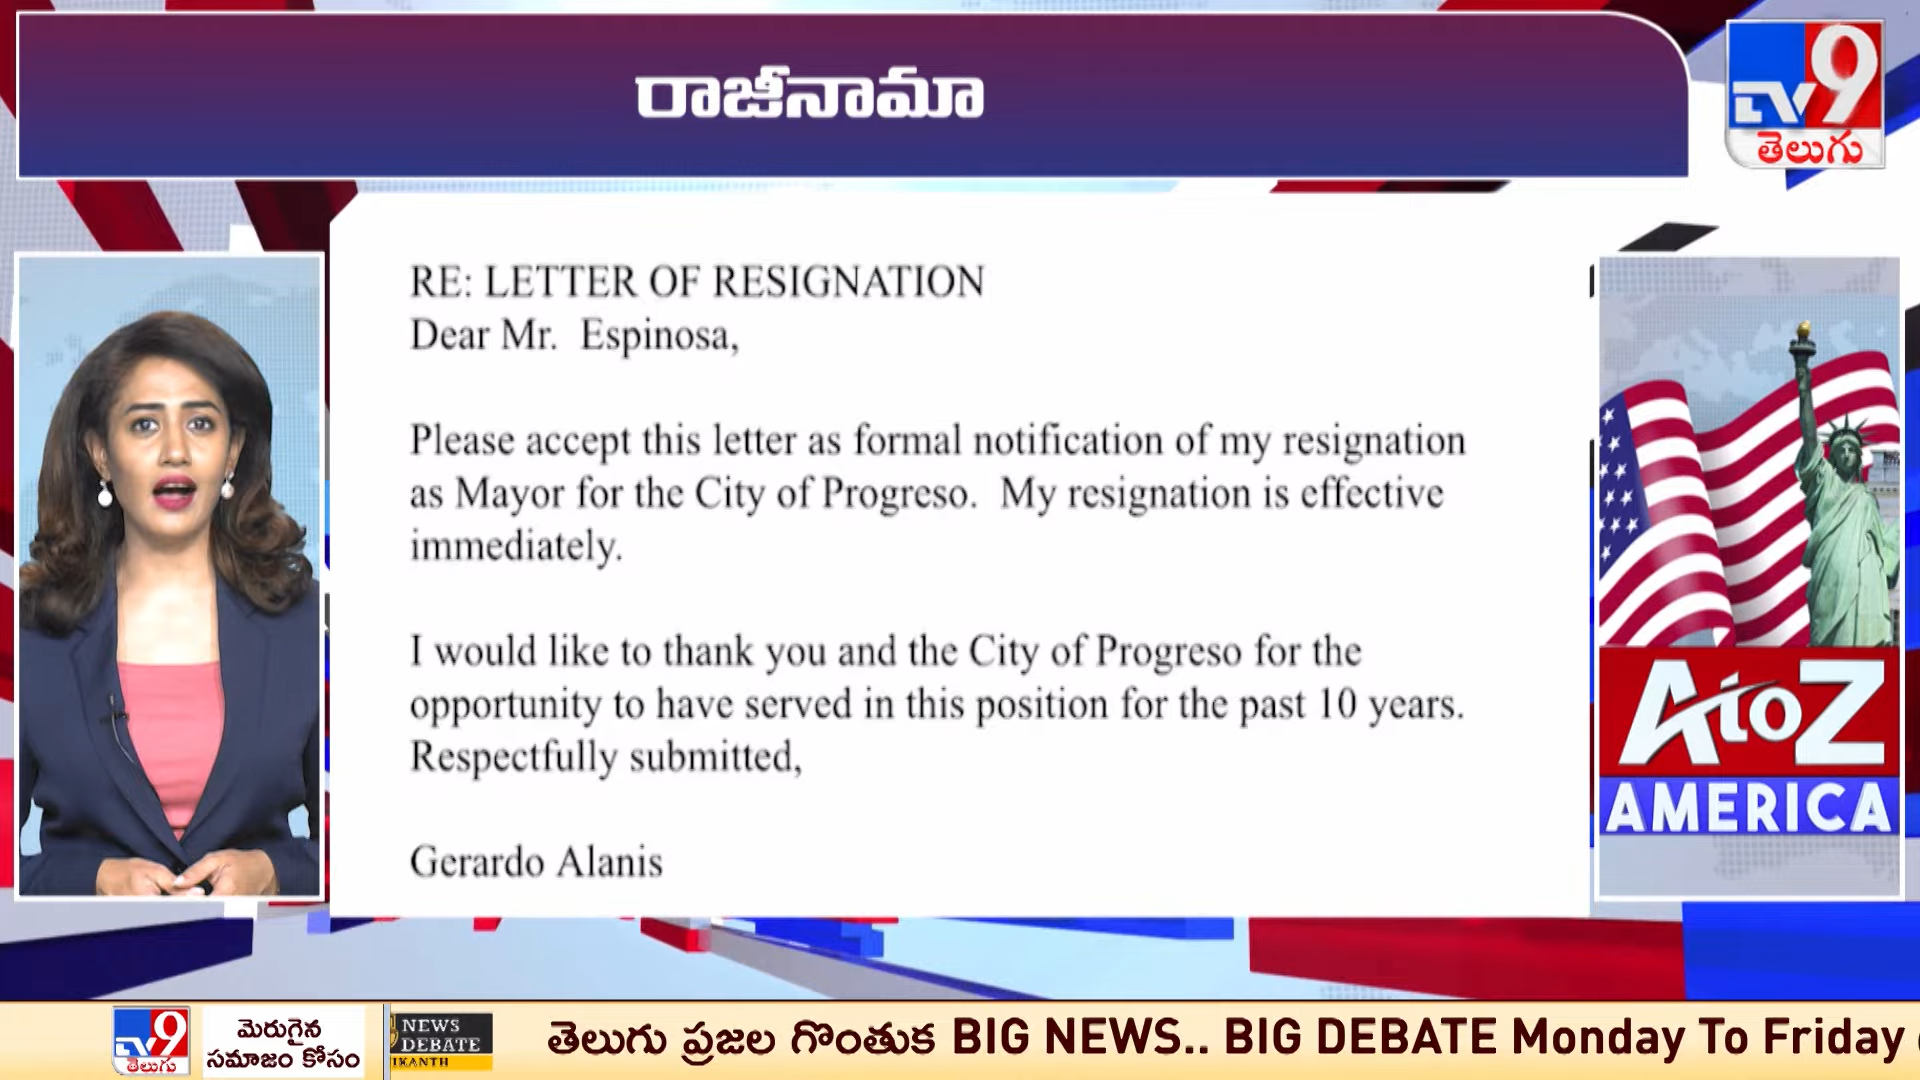 రాజీనామా
TV9
తెలుగు
RE: LETTER OF RESIGNATION
Dear Mr. Espinosa,
Please accept this letter as formal notification of my resignation
as Mayor for the City of Progreso. My resignation is effective
immediately.
I would like to thank you and the City of Progreso for the
opportunity to have served in this position for the past 10 years.
Respectfully submitted,
Gerardo Alanis
A to Z
AMERICA
TV9
తెలుగు
మెరుగైన
సమాజం కోసం
NEWS
DEBATE
IKANTH
తెలుగు ప్రజల గొంతుక BIG NEWS.. BIG DEBATE Monday To Friday